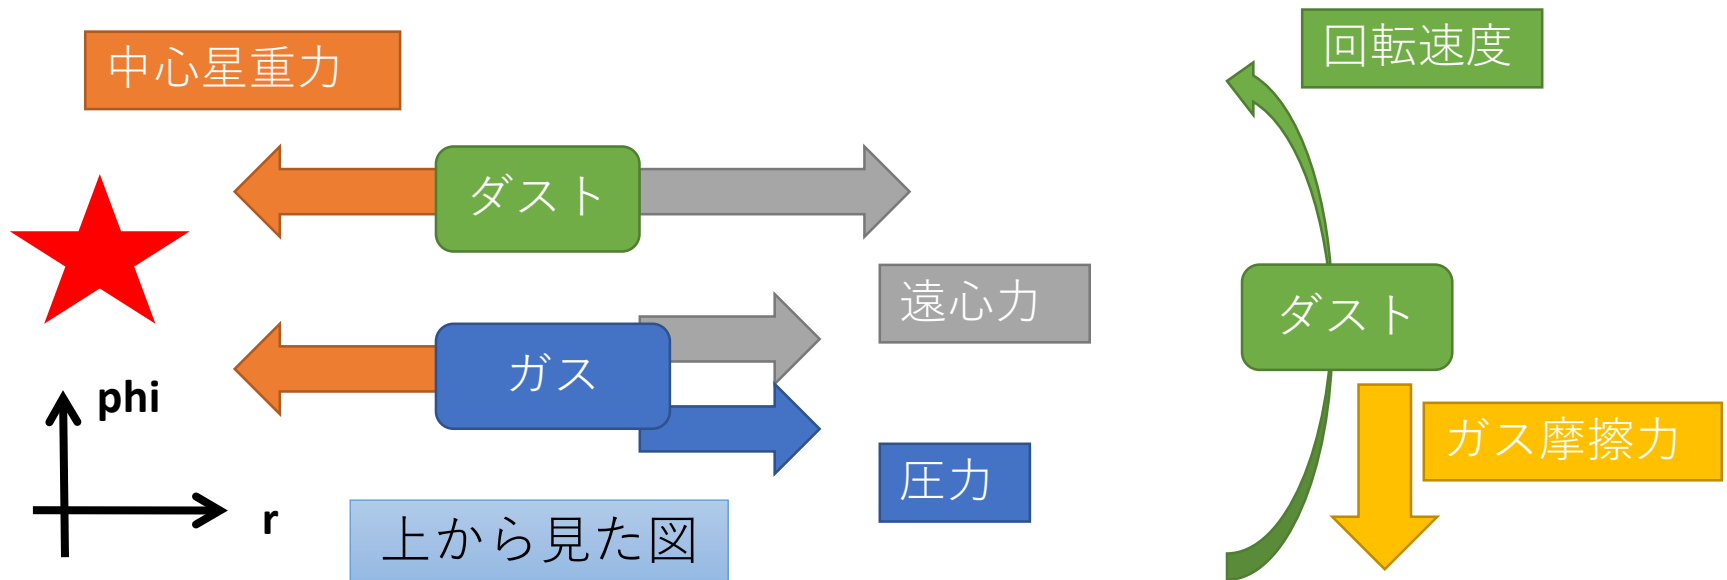 中心星重力
回転速度
ダスト
遠心力
ダスト
ガス
phi
ガス摩擦力
圧力
r
上から見た図